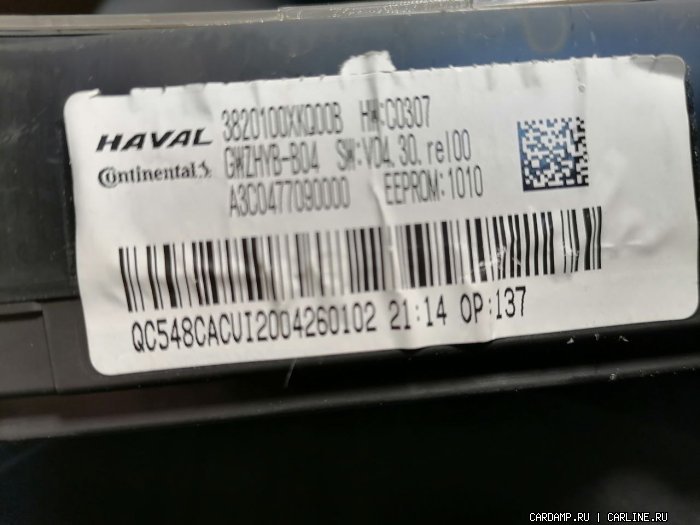 HAVAL 3820100XKQ00B HW:C0307
Continental GWZHYB-B04 SW:V04.30.rel00
A3C0477090000 EEPROM:1010
QC548CACVI2004260102 21:14 OP:137
CARDAMP.RU | CARLINE.RU